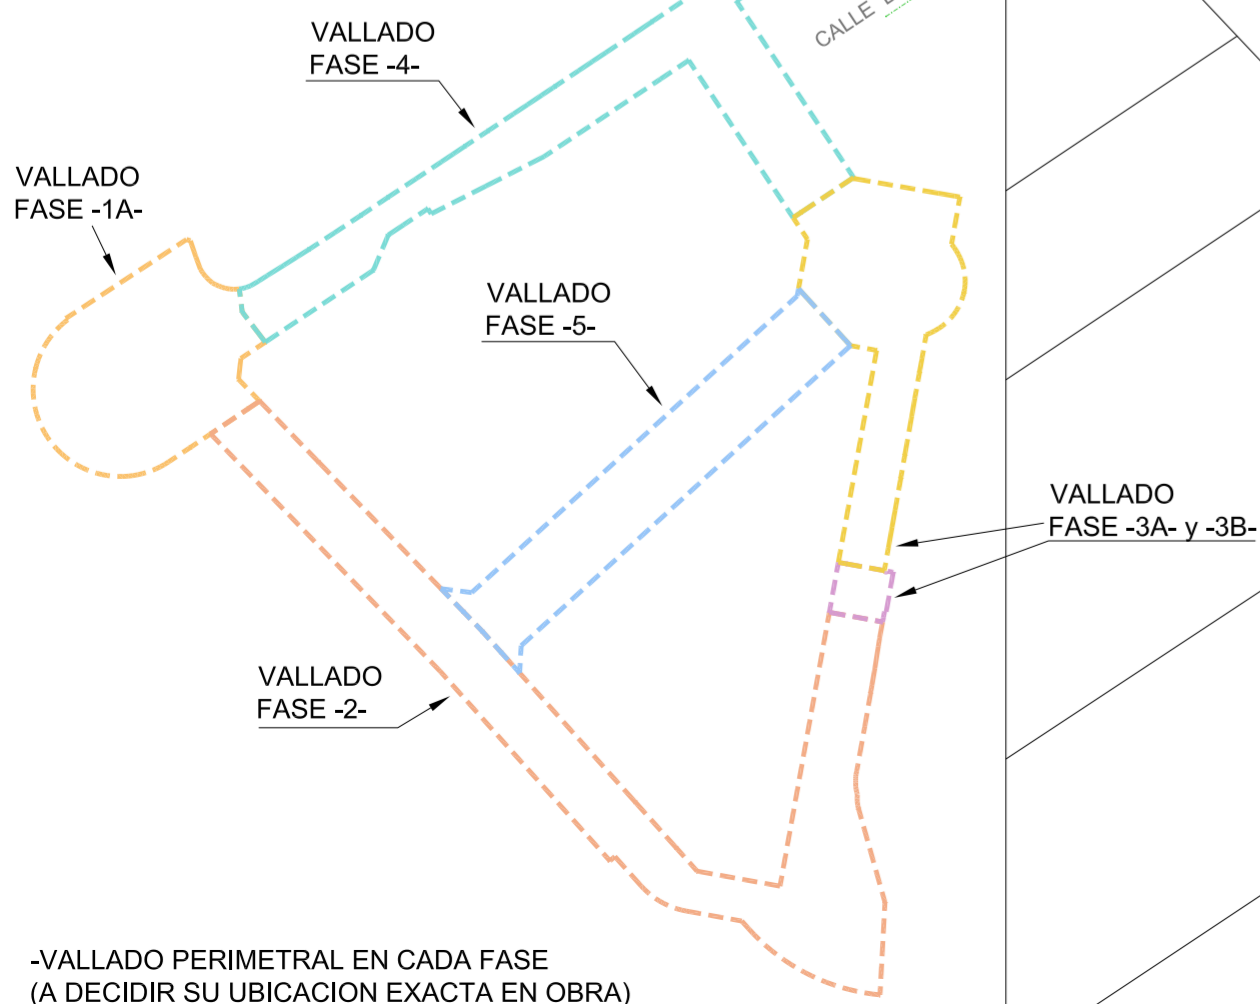 VALLADO
FASE -4-
CALLE
VALLADO
FASE -1A-
VALLADO
FASE -5-
VALLADO
FASE -3A- y -3B-
VALLADO
FASE -2-
-VALLADO PERIMETRAL EN CADA FASE
(A DECIDIR SU UBICACION EXACTA EN OBRA)